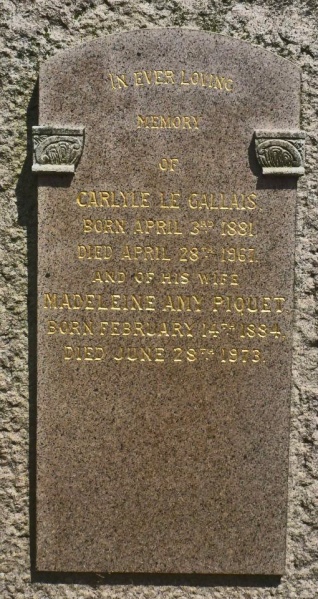 IN EVER LOVING
MEMORY
OF
CARLYLE LE GALLAIS.
BORN APRIL 3RD 1881.
DIED APRIL 28TH 1967.
AND OF HIS WIFE
MADELEINE AMY PIQUET
BORN FEBRUARY 14TH 1884.
DIED JUNE 28TH 1973.